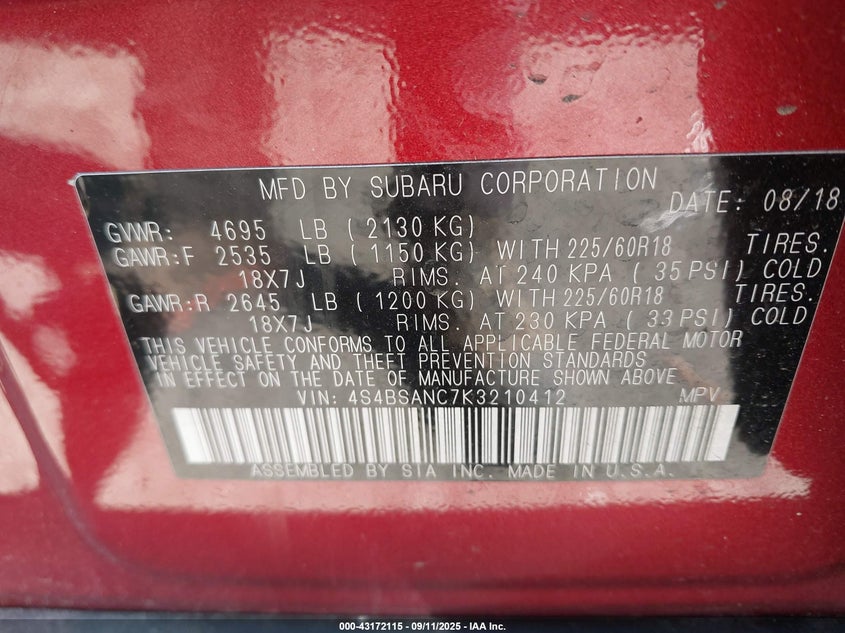 MFD BY SUBARU CORPORATION DATE: 08/18
GVWR: 4695 LB ( 2130 KG)
GAWR:F 2535 LB ( 1150 KG) WITH 225/60R18 TIRES.
18X7J RIMS. AT 240 KPA ( 35 PSI) COLD
GAWR:R 2645 LB ( 1200 KG) WITH 225/60R18 TIRES.
18X7J RIMS. AT 230 KPA ( 33 PSI) COLD
THIS VEHICLE CONFORMS TO ALL APPLICABLE FEDERAL MOTOR
VEHICLE SAFETY AND THEFT PREVENTION STANDARDS
IN EFFECT ON THE DATE OF MANUFACTURE SHOWN ABOVE
VIN: 4S4BSANC7K3210412 MPV
ASSEMBLED BY SIA INC. MADE IN U.S.A.
000-43172115 - 09/11/2025 - IAA Inc.